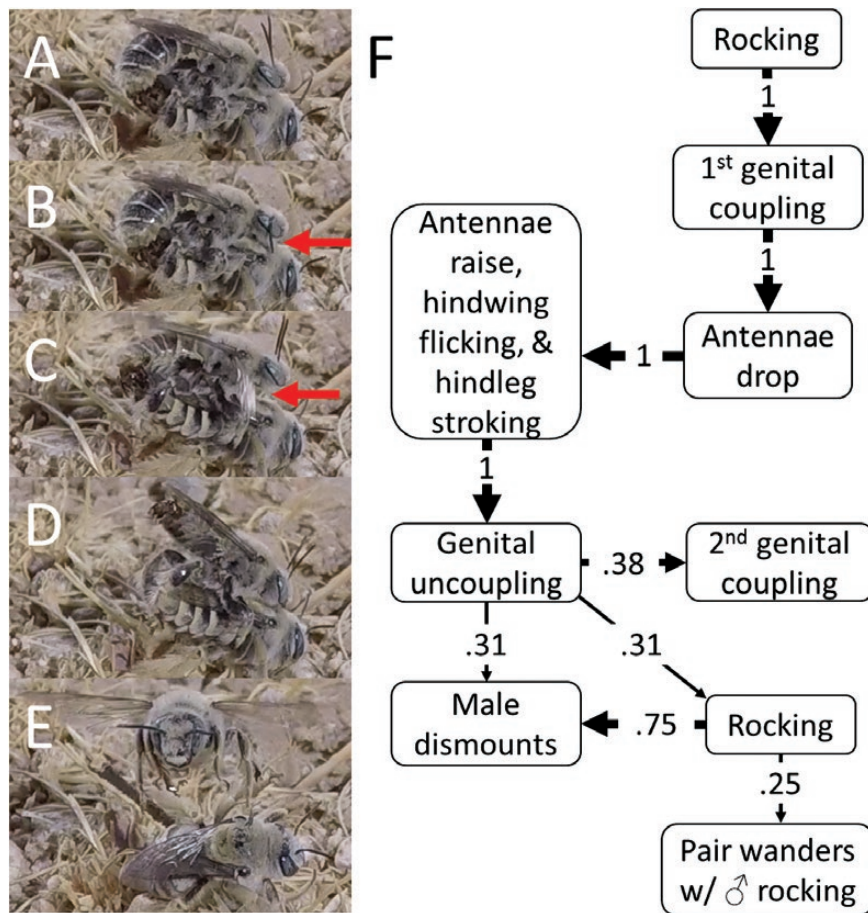 A
B
C
D
E
F
Rocking
1
1st genital
coupling
1
Antennae
drop
1
Antennae
raise,
hindwing
flicking, &
hindleg
stroking
1
Genital
uncoupling
.38
2nd genital
coupling
.31
.31
Male
dismounts
.75
Rocking
.25
Pair wanders
w/ ♂ rocking